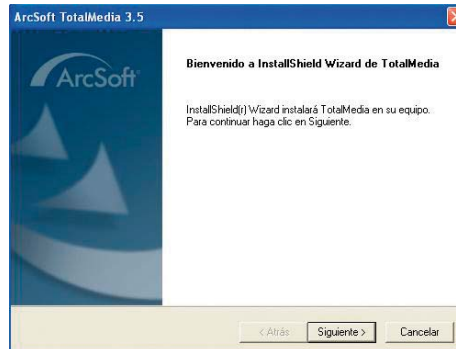 ArcSoft TotalMedia 3.5
ArcSoft
Bienvenido a InstallShield Wizard de TotalMedia
InstallShield(r) Wizard instalará TotalMedia en su equipo.
Para continuar haga clic en Siguiente.
< Atrás
Siguiente >
Cancelar